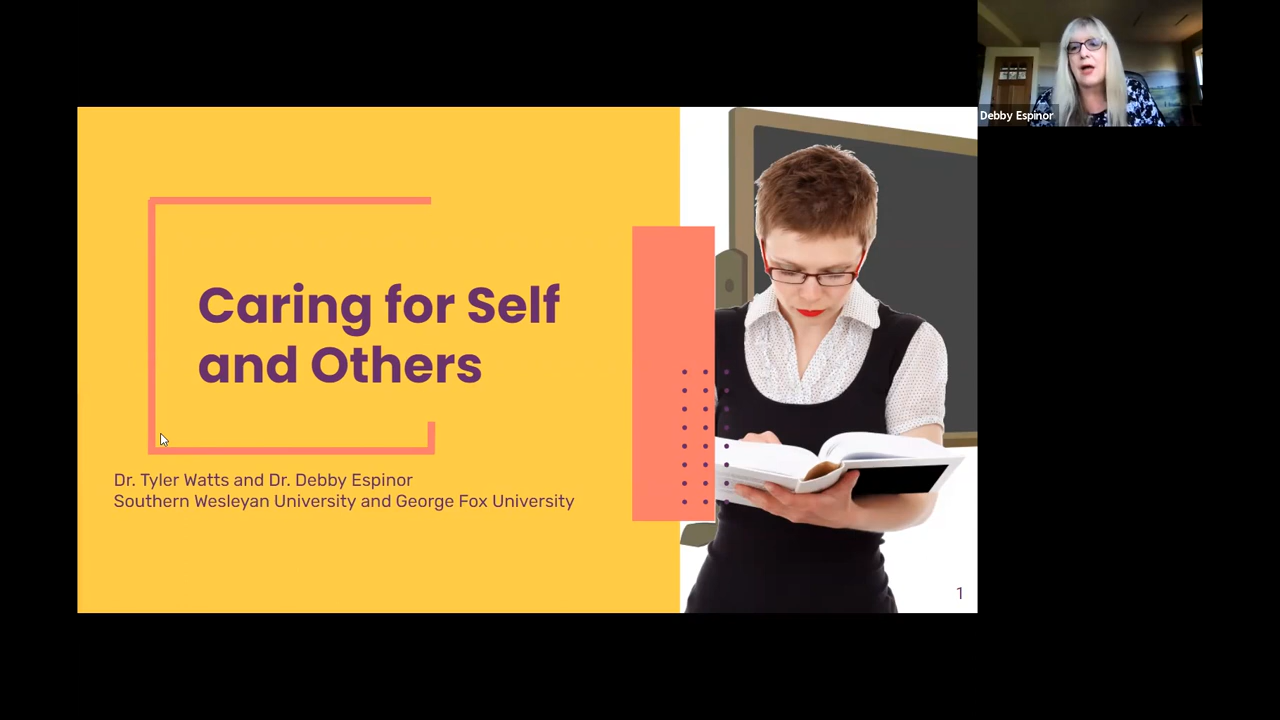 Debby Espinor
Caring for Self
and Others
Dr. Tyler Watts and Dr. Debby Espinor
Southern Wesleyan University and George Fox University
1